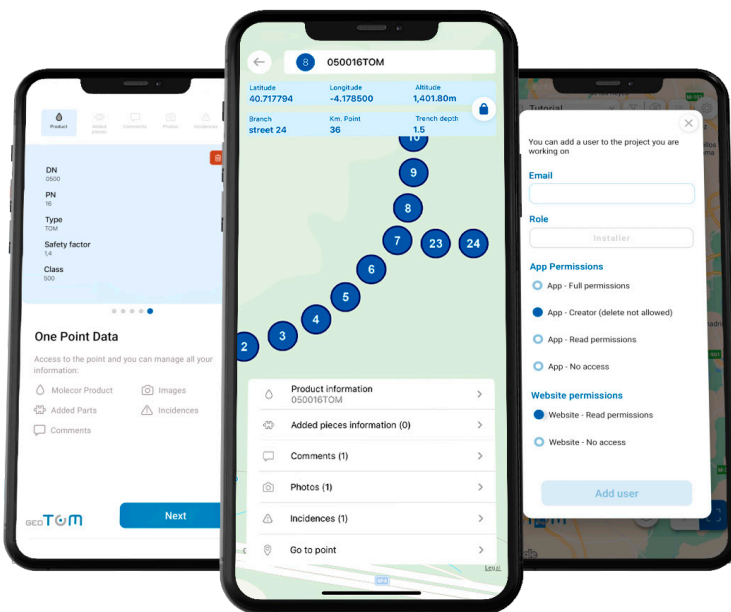 Product
Added pieces
Comments
Photos
Incidences
DN
0500
PN
16
Type
TOM
Safety factor
1,4
Class
500
One Point Data
Access to the point and you can manage all your
information:
Molecor Product
Images
Added Parts
Incidences
Comments
GEO TOM
Next
8
050016TOM
Latitude
Longitude
Altitude
40.717794
-4.178500
1,401.80m
Branch
Km. Point
Trench depth
street 24
36
1.5
10
9
8
7
23
24
6
5
4
3
2
Product information
050016TOM
Added pieces information (0)
Comments (1)
Photos (1)
Incidences (1)
Go to point
Legal
Tutorial
You can add a user to the project you are
working on
Email
Role
Installer
App Permissions
App - Full permissions
App - Creator (delete not allowed)
App - Read permissions
App - No access
Website permissions
Website - Read permissions
Website - No access
Add user